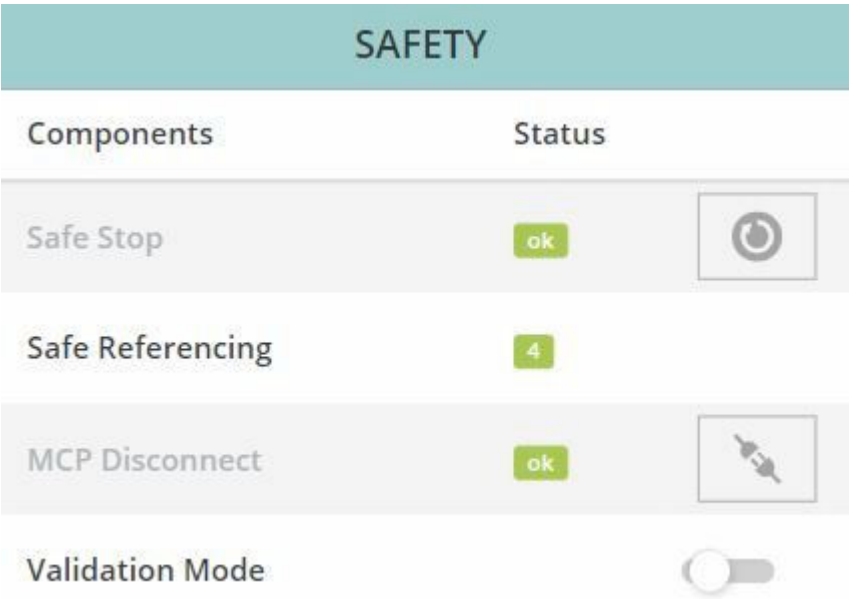 SAFETY
Components Status
Safe Stop ok
Safe Referencing 4
MCP Disconnect ok
Validation Mode